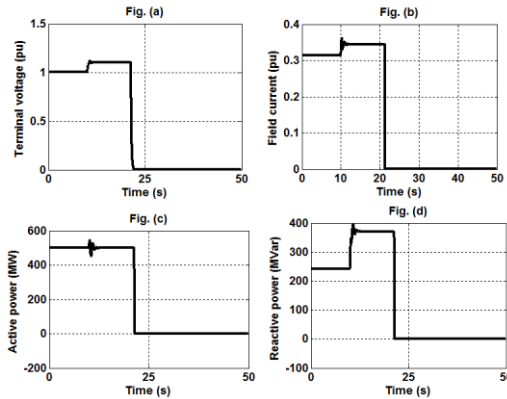 Fig. (a)
Terminal voltage (pu)
1.5
1
0.5
0
0
25
50
Time (s)
Fig. (b)
Field current (pu)
0.4
0.3
0.2
0.1
0
0
10
20
30
40
50
Time (s)
Fig. (c)
Active power (MW)
600
400
200
0
-200
0
25
50
Time (s)
Fig. (d)
Reactive power (MVar)
400
300
200
100
0
-100
0
25
50
Time (s)